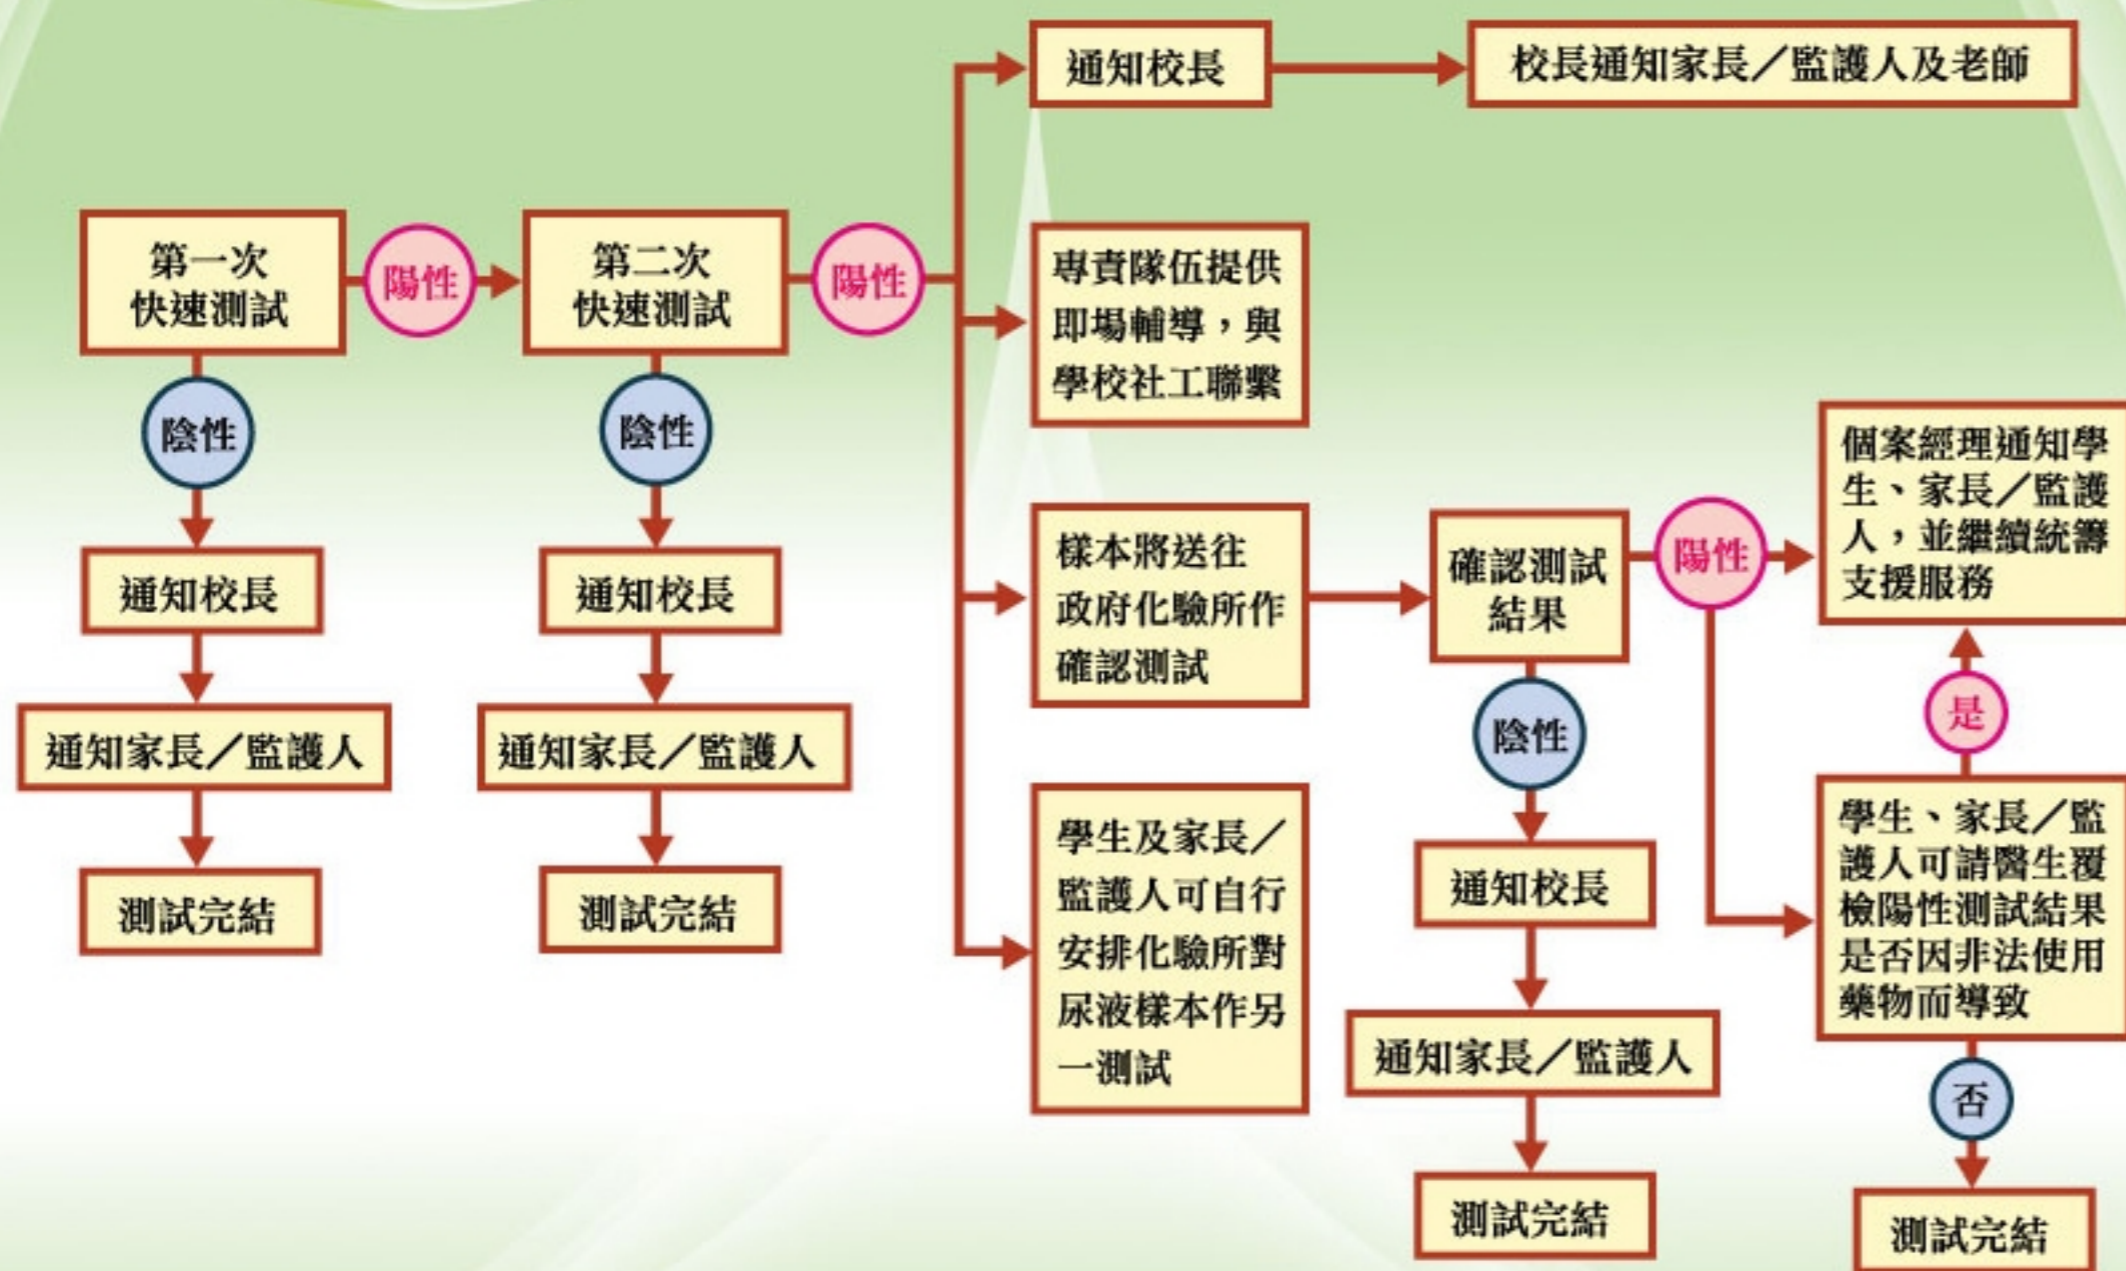 通知校長
校長通知家長／監護人及老師
第一次
快速測試
陽性
第二次
快速測試
陽性
專責隊伍提供
即場輔導，與
學校社工聯繫
陰性
陰性
通知校長
通知校長
通知家長／監護人
通知家長／監護人
測試完結
測試完結
樣本將送往
政府化驗所作
確認測試
確認測試
結果
陽性
個案經理通知學
生、家長／監護
人，並繼續統籌
支援服務
是
陰性
學生及家長／
監護人可自行
安排化驗所對
尿液樣本作另
一測試
通知校長
通知家長／監護人
測試完結
學生、家長／監
護人可請醫生覆
檢陽性測試結果
是否因非法使用
藥物而導致
否
測試完結